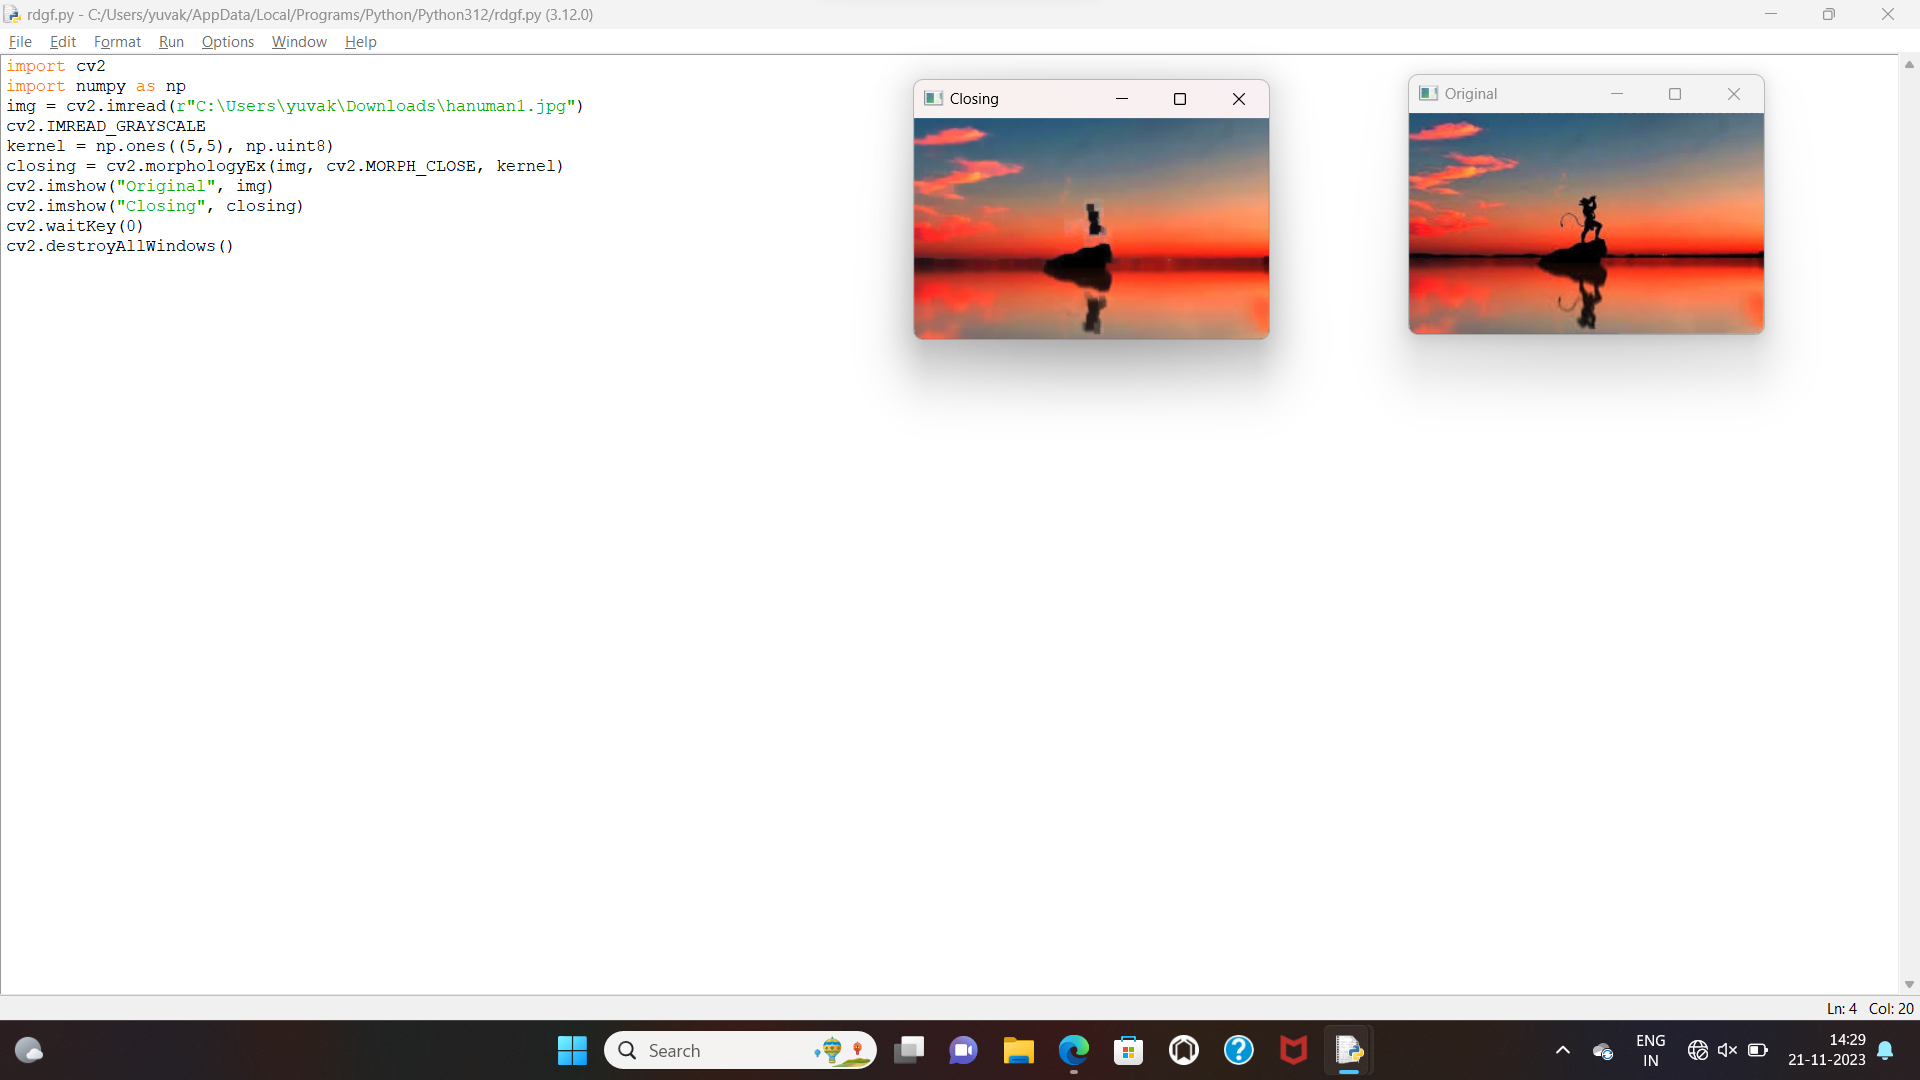 rdgf.py - C:/Users/yuvak/AppData/Local/Programs/Python/Python312/rdgf.py (3.12.0)
File Edit Format Run Options Window Help
import cv2
import numpy as np
img = cv2.imread(r"C:\Users\yuvak\Downloads\hanuman1.jpg")
cv2.IMREAD_GRAYSCALE
kernel = np.ones((5,5), np.uint8)
closing = cv2.morphologyEx(img, cv2.MORPH_CLOSE, kernel)
cv2.imshow("Original", img)
cv2.imshow("Closing", closing)
cv2.waitKey(0)
cv2.destroyAllWindows()
Closing
Original
Ln: 4 Col: 20
Search
ENG
IN
14:29
21-11-2023